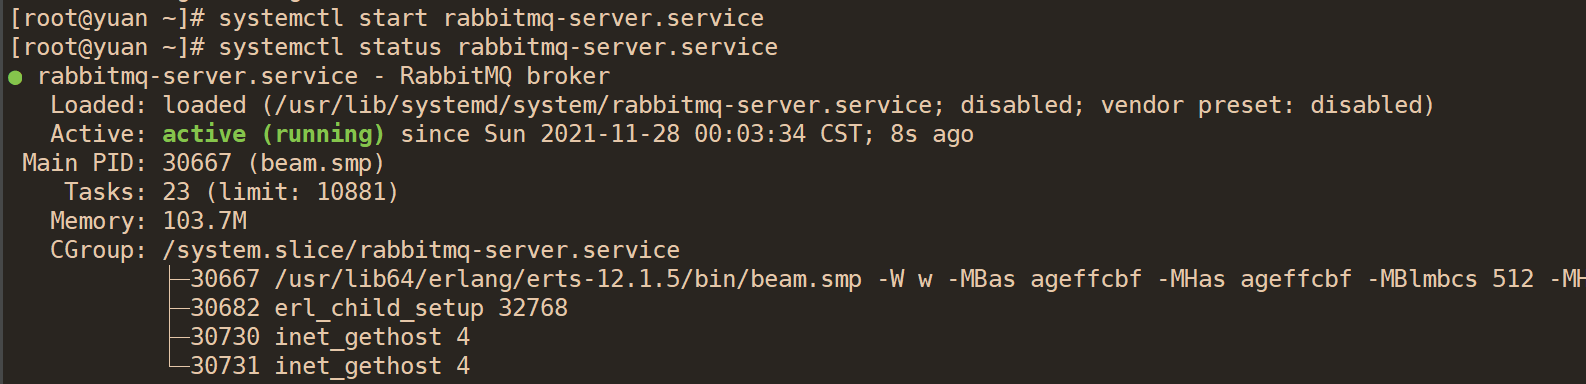 [root@yuan ~]# systemctl start rabbitmq-server.service
[root@yuan ~]# systemctl status rabbitmq-server.service
● rabbitmq-server.service - RabbitMQ broker
   Loaded: loaded (/usr/lib/systemd/system/rabbitmq-server.service; disabled; vendor preset: disabled)
   Active: active (running) since Sun 2021-11-28 00:03:34 CST; 8s ago
 Main PID: 30667 (beam.smp)
    Tasks: 23 (limit: 10881)
   Memory: 103.7M
   CGroup: /system.slice/rabbitmq-server.service
           ├─30667 /usr/lib64/erlang/erts-12.1.5/bin/beam.smp -W w -MBas ageffcbf -MHas ageffcbf -MBlmbcs 512 -MH
           ├─30682 erl_child_setup 32768
           ├─30730 inet_gethost 4
           └─30731 inet_gethost 4